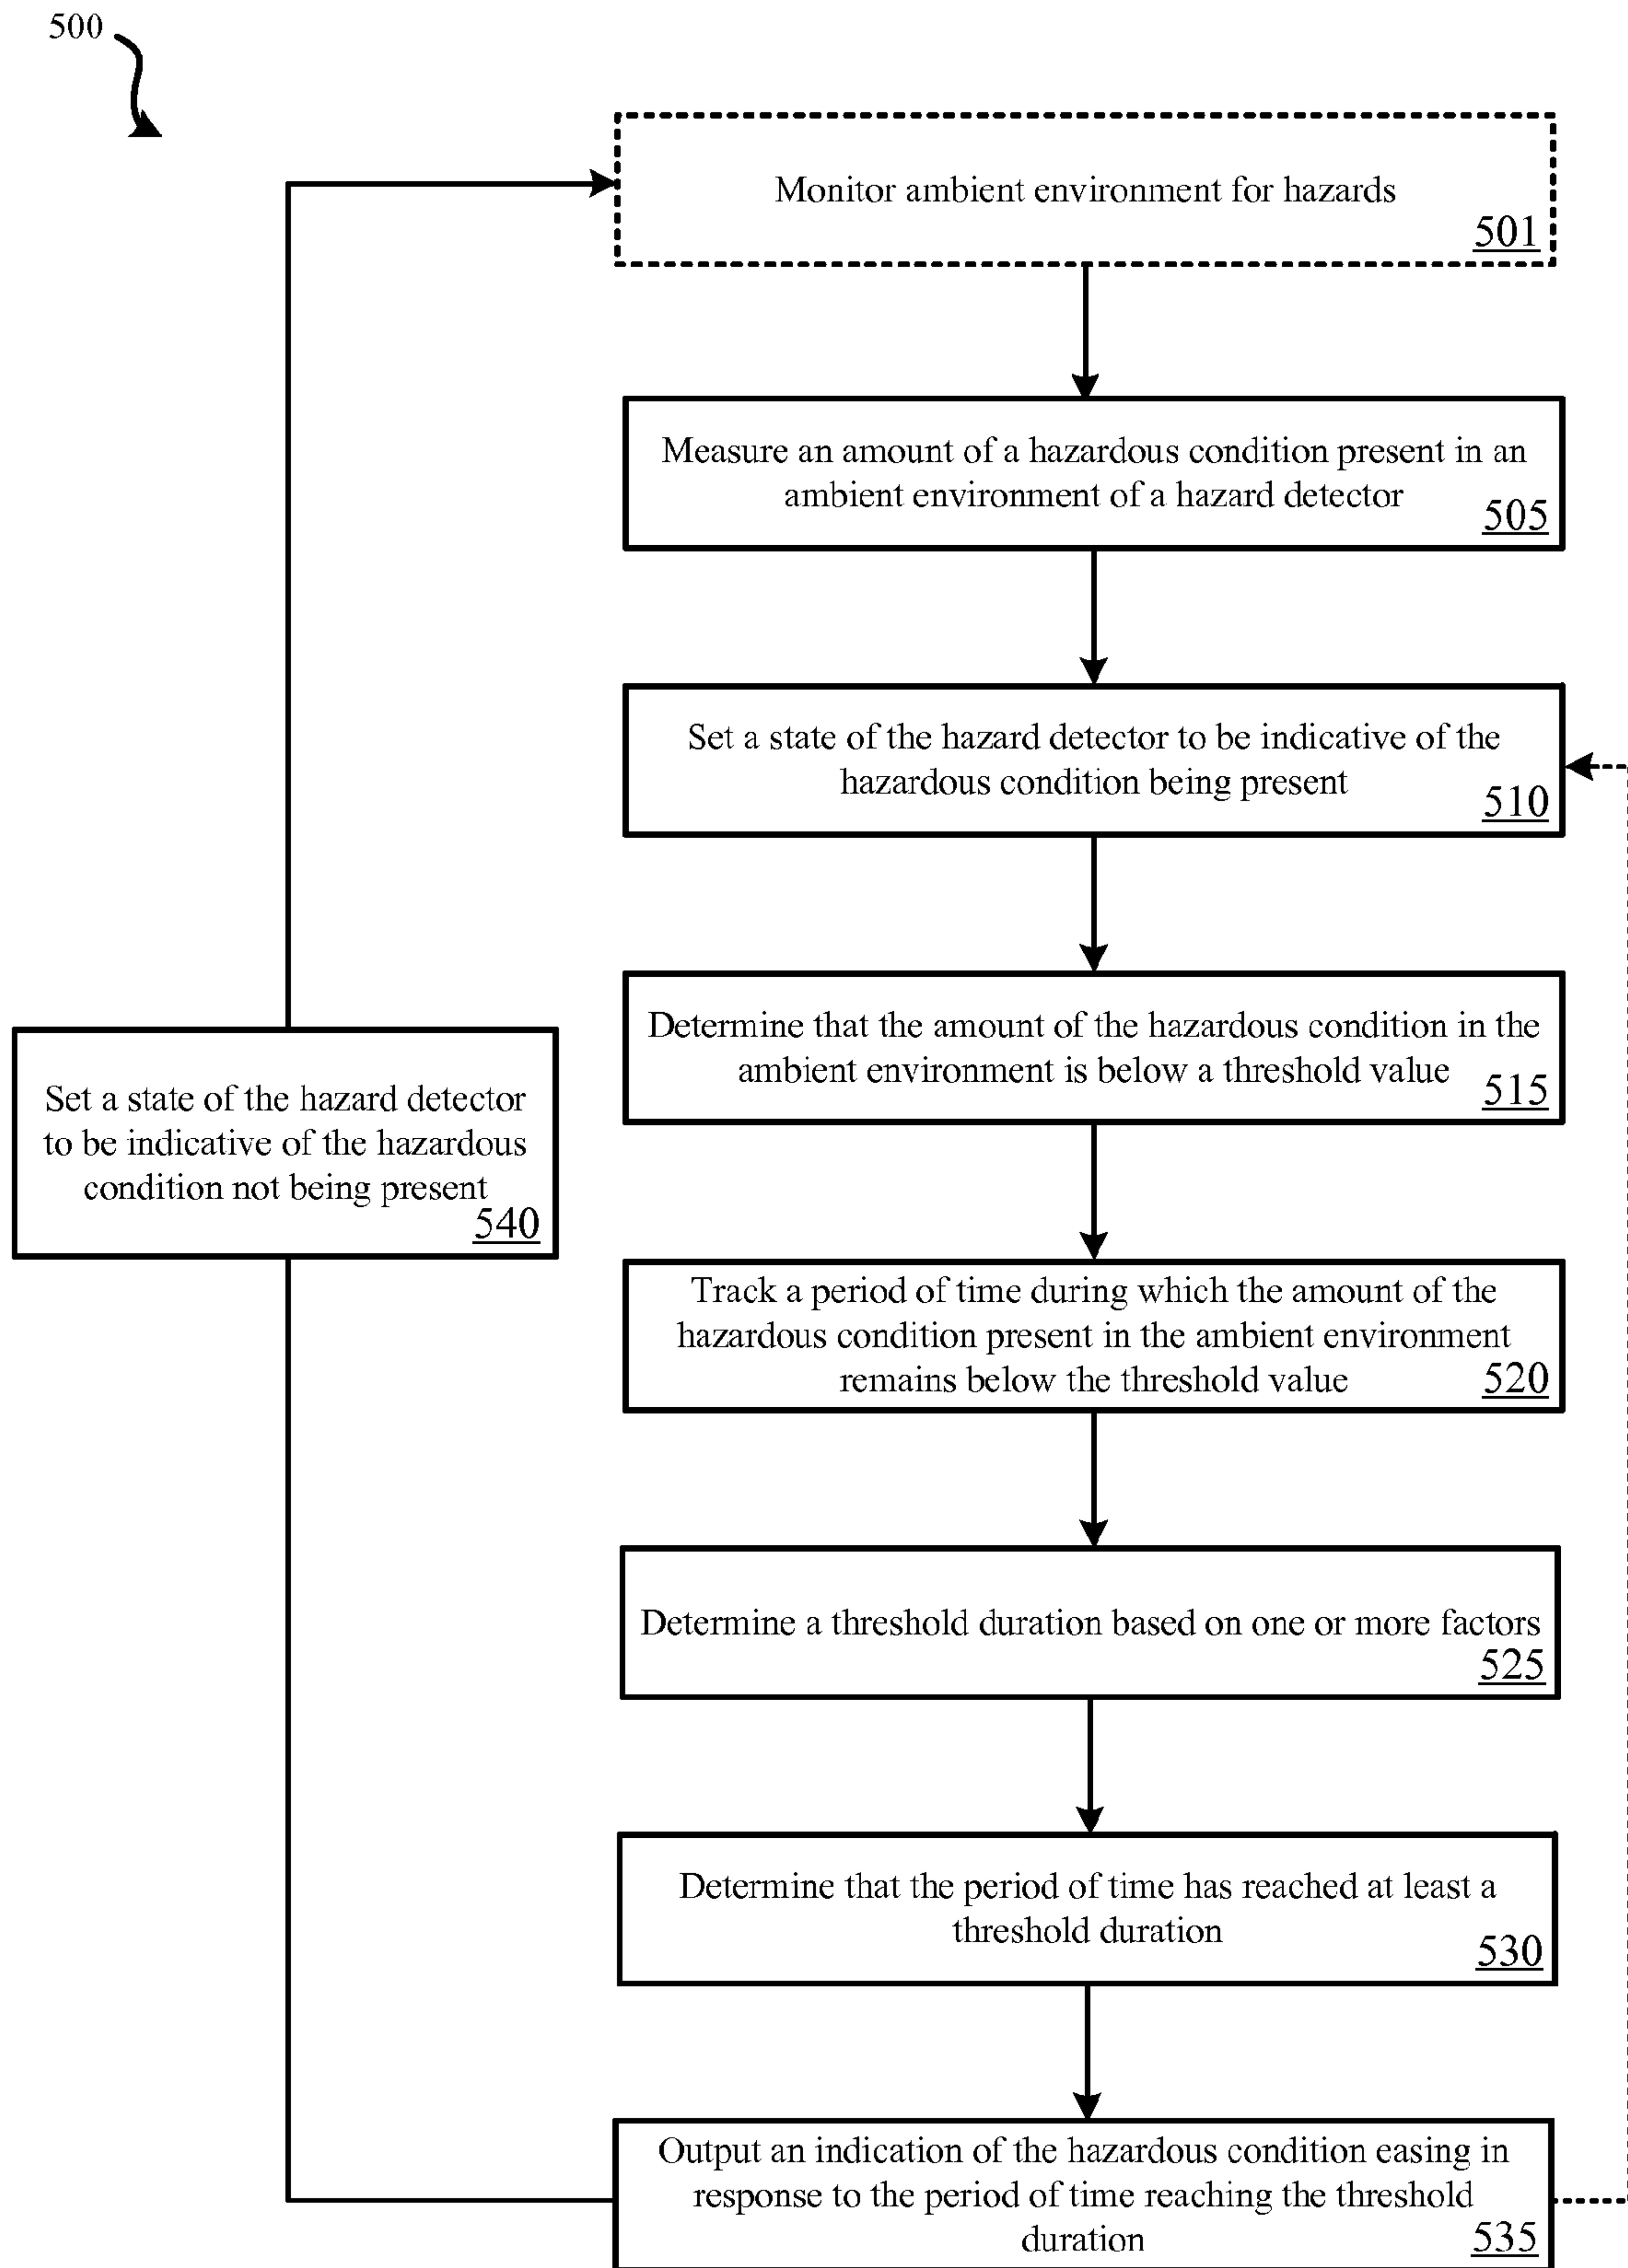 500
Monitor ambient environment for hazards
501
Measure an amount of a hazardous condition present in an
ambient environment of a hazard detector
505
Set a state of the hazard detector to be indicative of the
hazardous condition being present
510
Determine that the amount of the hazardous condition in the
ambient environment is below a threshold value
515
Set a state of the hazard detector
to be indicative of the hazardous
condition not being present
540
Track a period of time during which the amount of the
hazardous condition present in the ambient environment
remains below the threshold value
520
Determine a threshold duration based on one or more factors
525
Determine that the period of time has reached at least a
threshold duration
530
Output an indication of the hazardous condition easing in
response to the period of time reaching the threshold
duration
535